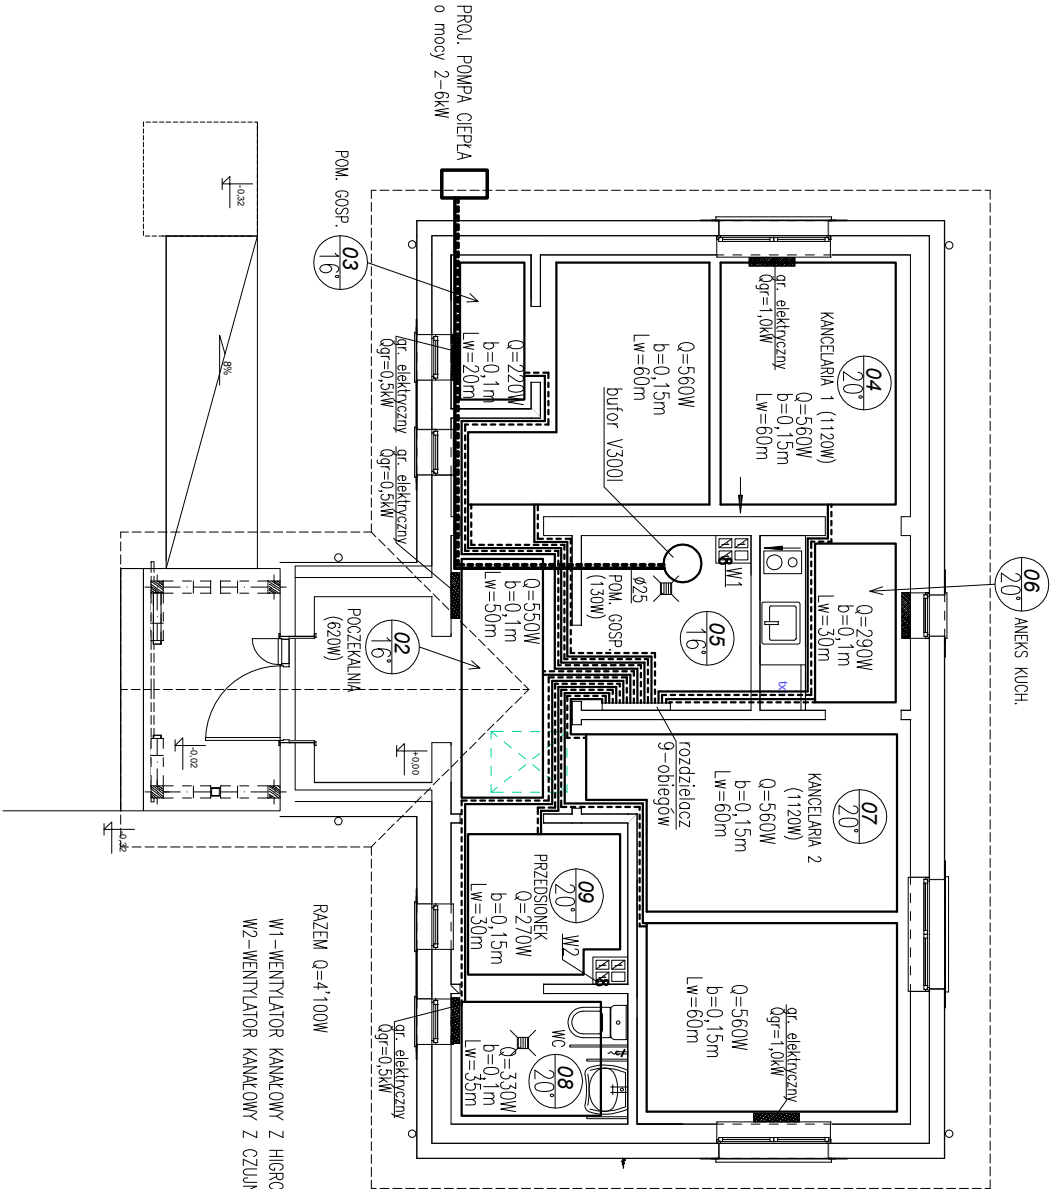 PROJ. POMPA CIEPŁA
o mocy 2-6kW
POM. GOSP.
03
16°
-0,32
8%
Q=220W
b=0,1m
Lw=20m
gr. elektryczny
Qgr=0,5kW
gr. elektryczny
Qgr=0,5kW
Q=560W
b=0,15m
Lw=60m
bufor V300l
04
20°
KANCELARIA 1 (1120W)
Q=560W
b=0,15m
Lw=60m
gr. elektryczny
Qgr=1,0kW
06
20°
ANEKS KUCH.
Q=290W
b=0,1m
Lw=30m
W1
05
16°
POM. GOSP.
(130W)
ø25
Q=550W
b=0,1m
Lw=50m
02
16°
POCZEKALNIA
(620W)
+0,00
-0,02
-0,32
rozdzielacz
9-obiegów
07
20°
KANCELARIA 2
(1120W)
Q=560W
b=0,15m
Lw=60m
09
20°
PRZEDSIONEK
Q=270W
b=0,15m
Lw=30m
W2
Q=560W
b=0,15m
Lw=60m
gr. elektryczny
Qgr=1,0kW
WC
08
20°
Q=330W
b=0,1m
Lw=35m
gr. elektryczny
Qgr=0,5kW
RAZEM Q=4'100W
W1-WENTYLATOR KANAŁOWY Z HIGRO
W2-WENTYLATOR KANAŁOWY Z CZUJN